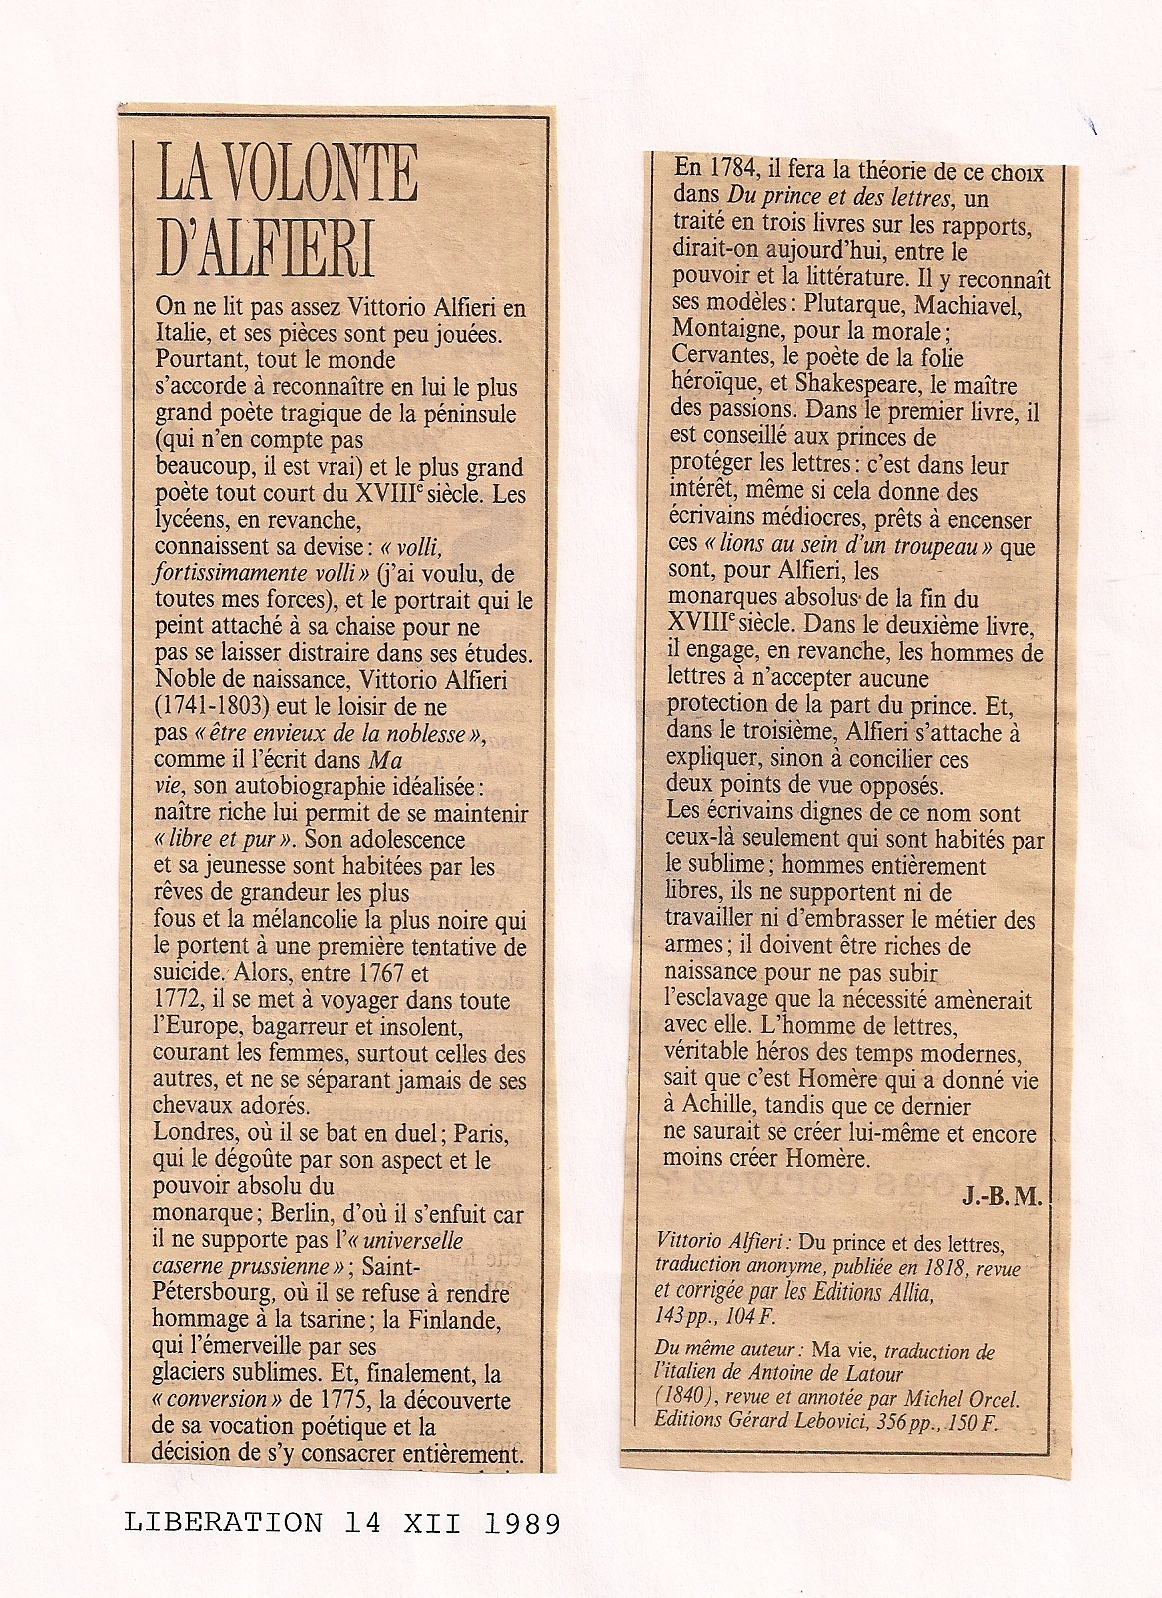 LA VOLONTE
D'ALFIERI
On ne lit pas assez Vittorio Alfieri en
Italie, et ses pièces sont peu jouées.
Pourtant, tout le monde
s'accorde à reconnaître en lui le plus
grand poète tragique de la péninsule
(qui n'en compte pas
beaucoup, il est vrai) et le plus grand
poète tout court du XVIIIe siècle. Les
lycéens, en revanche,
connaissent sa devise : « volli,
fortissimamente volli » (j'ai voulu, de
toutes mes forces), et le portrait qui le
peint attaché à sa chaise pour ne
pas se laisser distraire dans ses études.
Noble de naissance, Vittorio Alfieri
(1741-1803) eut le loisir de ne
pas « être envieux de la noblesse »,
comme il l'écrit dans Ma
vie, son autobiographie idéalisée :
naître riche lui permit de se maintenir
« libre et pur ». Son adolescence
et sa jeunesse sont habitées par les
rêves de grandeur les plus
fous et la mélancolie la plus noire qui
le portent à une première tentative de
suicide. Alors, entre 1767 et
1772, il se met à voyager dans toute
l'Europe, bagarreur et insolent,
courant les femmes, surtout celles des
autres, et ne se séparant jamais de ses
chevaux adorés.
Londres, où il se bat en duel ; Paris,
qui le dégoûte par son aspect et le
pouvoir absolu du
monarque ; Berlin, d'où il s'enfuit car
il ne supporte pas l'« universelle
caserne prussienne » ; Saint-
Pétersbourg, où il se refuse à rendre
hommage à la tsarine ; la Finlande,
qui l'émerveille par ses
glaciers sublimes. Et, finalement, la
« conversion » de 1775, la découverte
de sa vocation poétique et la
décision de s'y consacrer entièrement.
En 1784, il fera la théorie de ce choix
dans Du prince et des lettres, un
traité en trois livres sur les rapports,
dirait-on aujourd'hui, entre le
pouvoir et la littérature. Il y reconnaît
ses modèles : Plutarque, Machiavel,
Montaigne, pour la morale ;
Cervantes, le poète de la folie
héroïque, et Shakespeare, le maître
des passions. Dans le premier livre, il
est conseillé aux princes de
protéger les lettres : c'est dans leur
intérêt, même si cela donne des
écrivains médiocres, prêts à encenser
ces « lions au sein d'un troupeau » que
sont, pour Alfieri, les
monarques absolus de la fin du
XVIIIe siècle. Dans le deuxième livre,
il engage, en revanche, les hommes de
lettres à n'accepter aucune
protection de la part du prince. Et,
dans le troisième, Alfieri s'attache à
expliquer, sinon à concilier ces
deux points de vue opposés.
Les écrivains dignes de ce nom sont
ceux-là seulement qui sont habités par
le sublime ; hommes entièrement
libres, ils ne supportent ni de
travailler ni d'embrasser le métier des
armes ; il doivent être riches de
naissance pour ne pas subir
l'esclavage que la nécessité amènerait
avec elle. L'homme de lettres,
véritable héros des temps modernes,
sait que c'est Homère qui a donné vie
à Achille, tandis que ce dernier
ne saurait se créer lui-même et encore
moins créer Homère.
J.-B. M.
Vittorio Alfieri : Du prince et des lettres,
traduction anonyme, publiée en 1818, revue
et corrigée par les Editions Allia,
143 pp., 104 F.
Du même auteur : Ma vie, traduction de
l'italien de Antoine de Latour
(1840), revue et annotée par Michel Orcel.
Editions Gérard Lebovici, 356 pp., 150 F.
LIBERATION 14 XII 1989